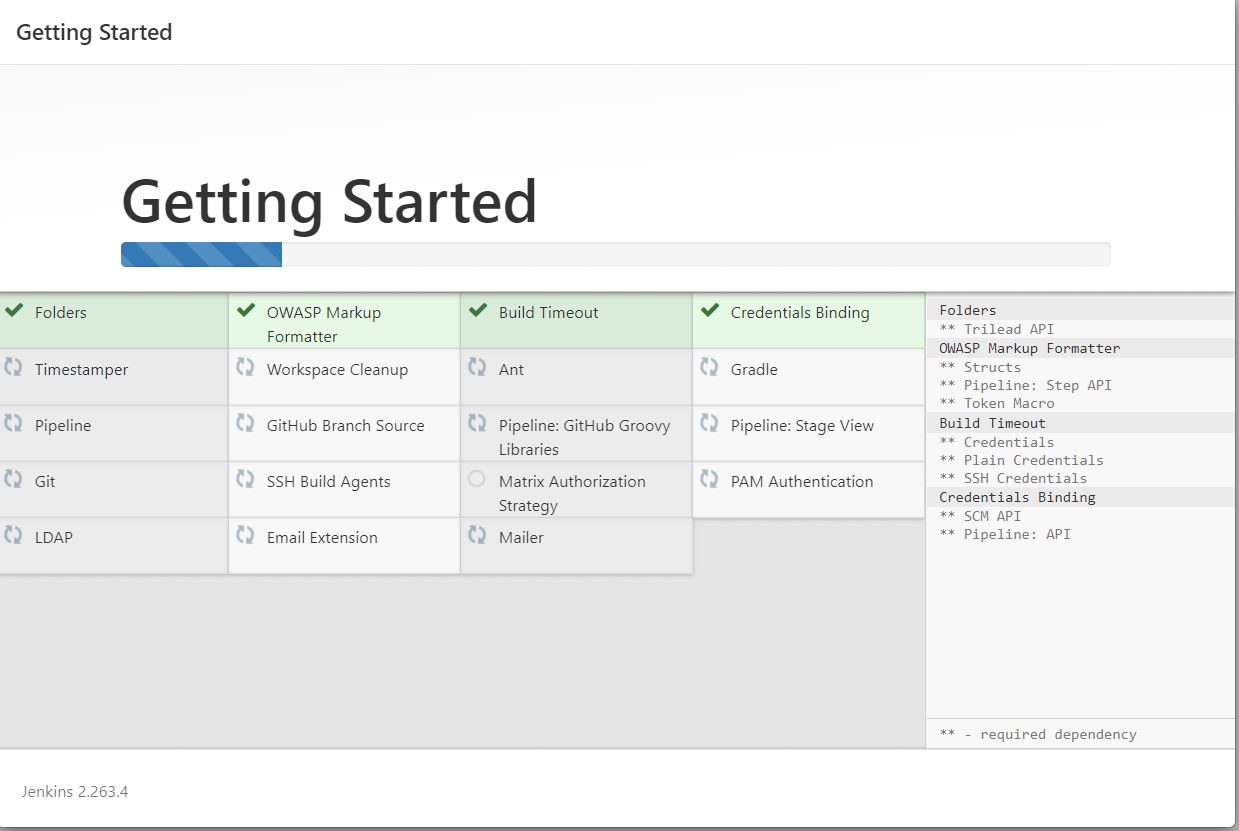 Getting Started
Getting Started
Folders
OWASP Markup
Formatter
Build Timeout
Credentials Binding
Timestamper
Workspace Cleanup
Ant
Gradle
Pipeline
GitHub Branch Source
Pipeline: GitHub Groovy
Libraries
Pipeline: Stage View
Git
SSH Build Agents
Matrix Authorization
Strategy
PAM Authentication
LDAP
Email Extension
Mailer
Folders
** Trilead API
OWASP Markup Formatter
** Structs
** Pipeline: Step API
** Token Macro
Build Timeout
** Credentials
** Plain Credentials
** SSH Credentials
Credentials Binding
** SCM API
** Pipeline: API
** - required dependency
Jenkins 2.263.4